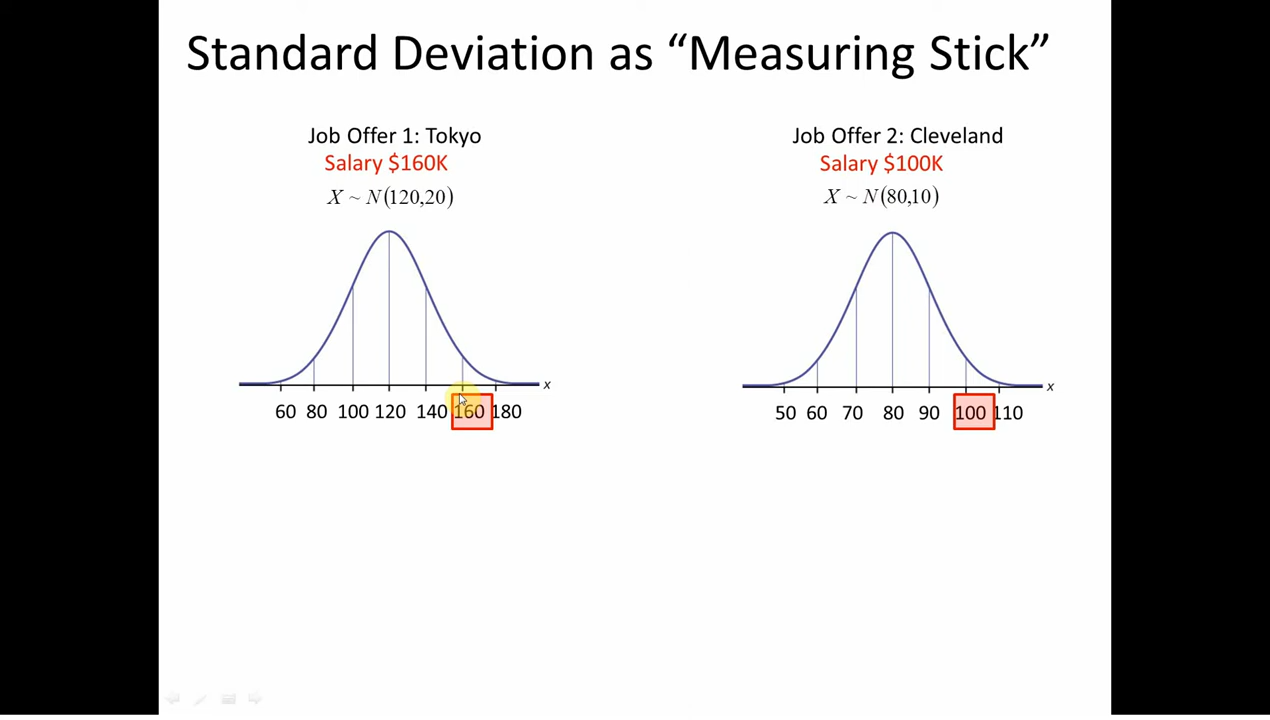 Standard Deviation as “Measuring Stick”
Job Offer 1: Tokyo
Salary $160K
X ~ N(120,20)
x
60 80 100 120 140 160 180
Job Offer 2: Cleveland
Salary $100K
X ~ N(80,10)
x
50 60 70 80 90 100 110